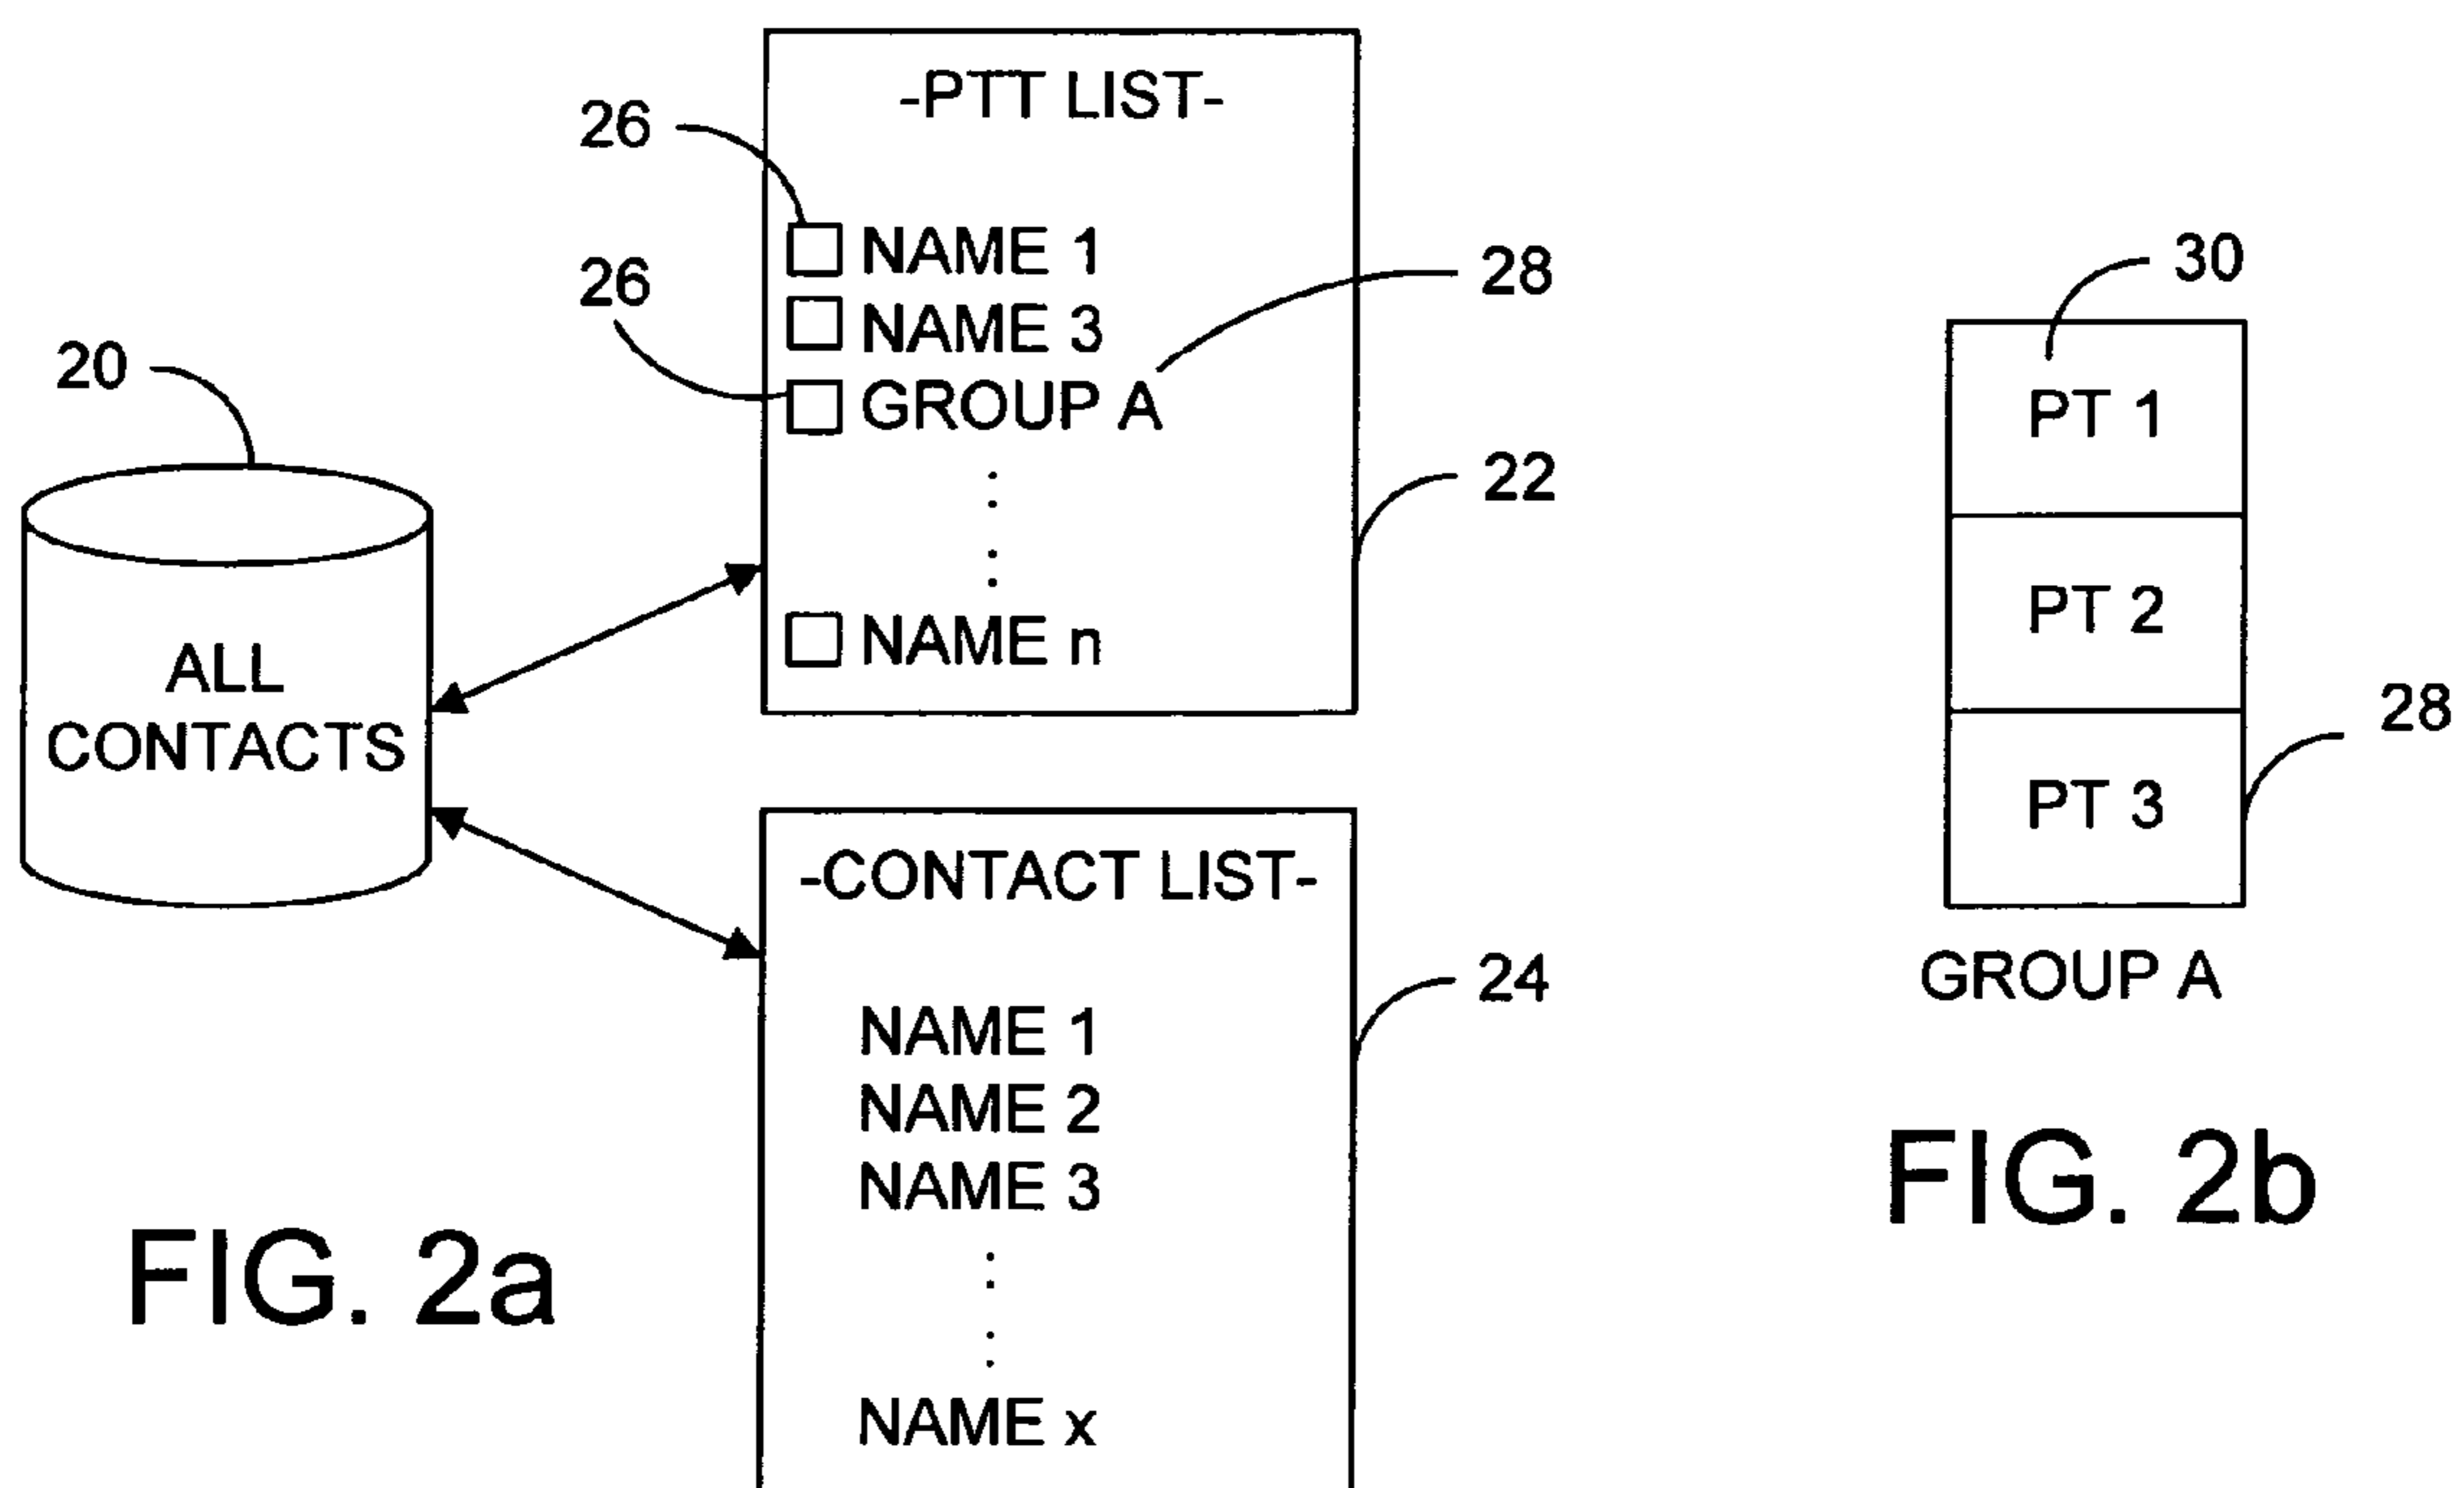 -PTT LIST-
26
NAME 1
26
NAME 3
28
GROUP A
22
NAME n
20
ALL
CONTACTS
-CONTACT LIST-
24
NAME 1
NAME 2
NAME 3
NAME x
FIG. 2a
30
PT 1
PT 2
PT 3
28
GROUP A
FIG. 2b